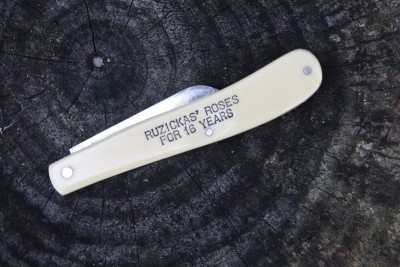 RUZICKAS' ROSES
FOR 16 YEARS